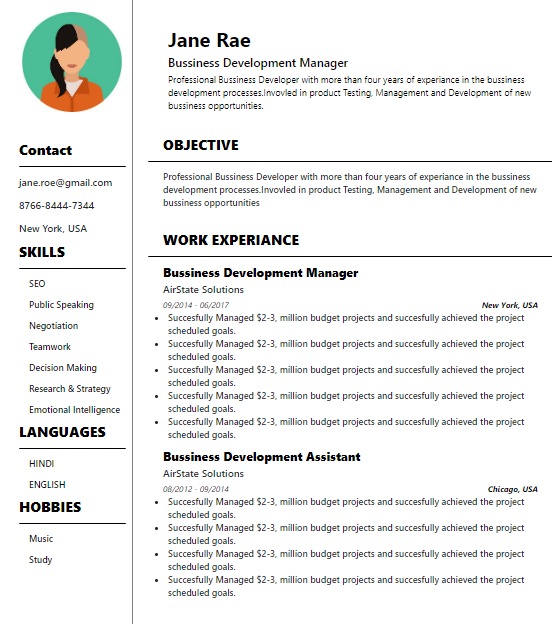 Jane Rae
Bussiness Development Manager
Professional Bussiness Developer with more than four years of experiance in the bussiness
development processes.Invovled in product Testing, Management and Development of new
business opportunities.
Contact
jane.roe@gmail.com
8766-8444-7344
New York, USA
SKILLS
SEO
Public Speaking
Negotiation
Teamwork
Decision Making
Research & Strategy
Emotional Intelligence
LANGUAGES
HINDI
ENGLISH
HOBBIES
Music
Study
OBJECTIVE
Professional Bussiness Developer with more than four years of experiance in the bussiness
development processes.Invovled in product Testing, Management and Development of new
bussiness opportunities
WORK EXPERIANCE
Bussiness Development Manager
AirState Solutions
09/2014 - 06/2017 New York, USA
• Succesfully Managed $2-3, million budget projects and succesfully achieved the project
scheduled goals.
• Succesfully Managed $2-3, million budget projects and succesfully achieved the project
scheduled goals.
• Succesfully Managed $2-3, million budget projects and succesfully achieved the project
scheduled goals.
• Succesfully Managed $2-3, million budget projects and succesfully achieved the project
scheduled goals.
• Succesfully Managed $2-3, million budget projects and succesfully achieved the project
scheduled goals.
Bussiness Development Assistant
AirState Solutions
08/2012 - 09/2014 Chicago, USA
• Succesfully Managed $2-3, million budget projects and succesfully achieved the project
scheduled goals.
• Succesfully Managed $2-3, million budget projects and succesfully achieved the project
scheduled goals.
• Succesfully Managed $2-3, million budget projects and succesfully achieved the project
scheduled goals.
• Succesfully Managed $2-3, million budget projects and succesfully achieved the project
scheduled goals.